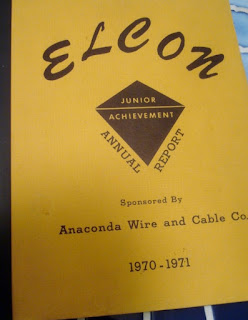 ELCON
JUNIOR
ACHIEVEMENT
ANNUAL
REPORT
Sponsored By
Anaconda Wire and Cable Co.
1970-1971